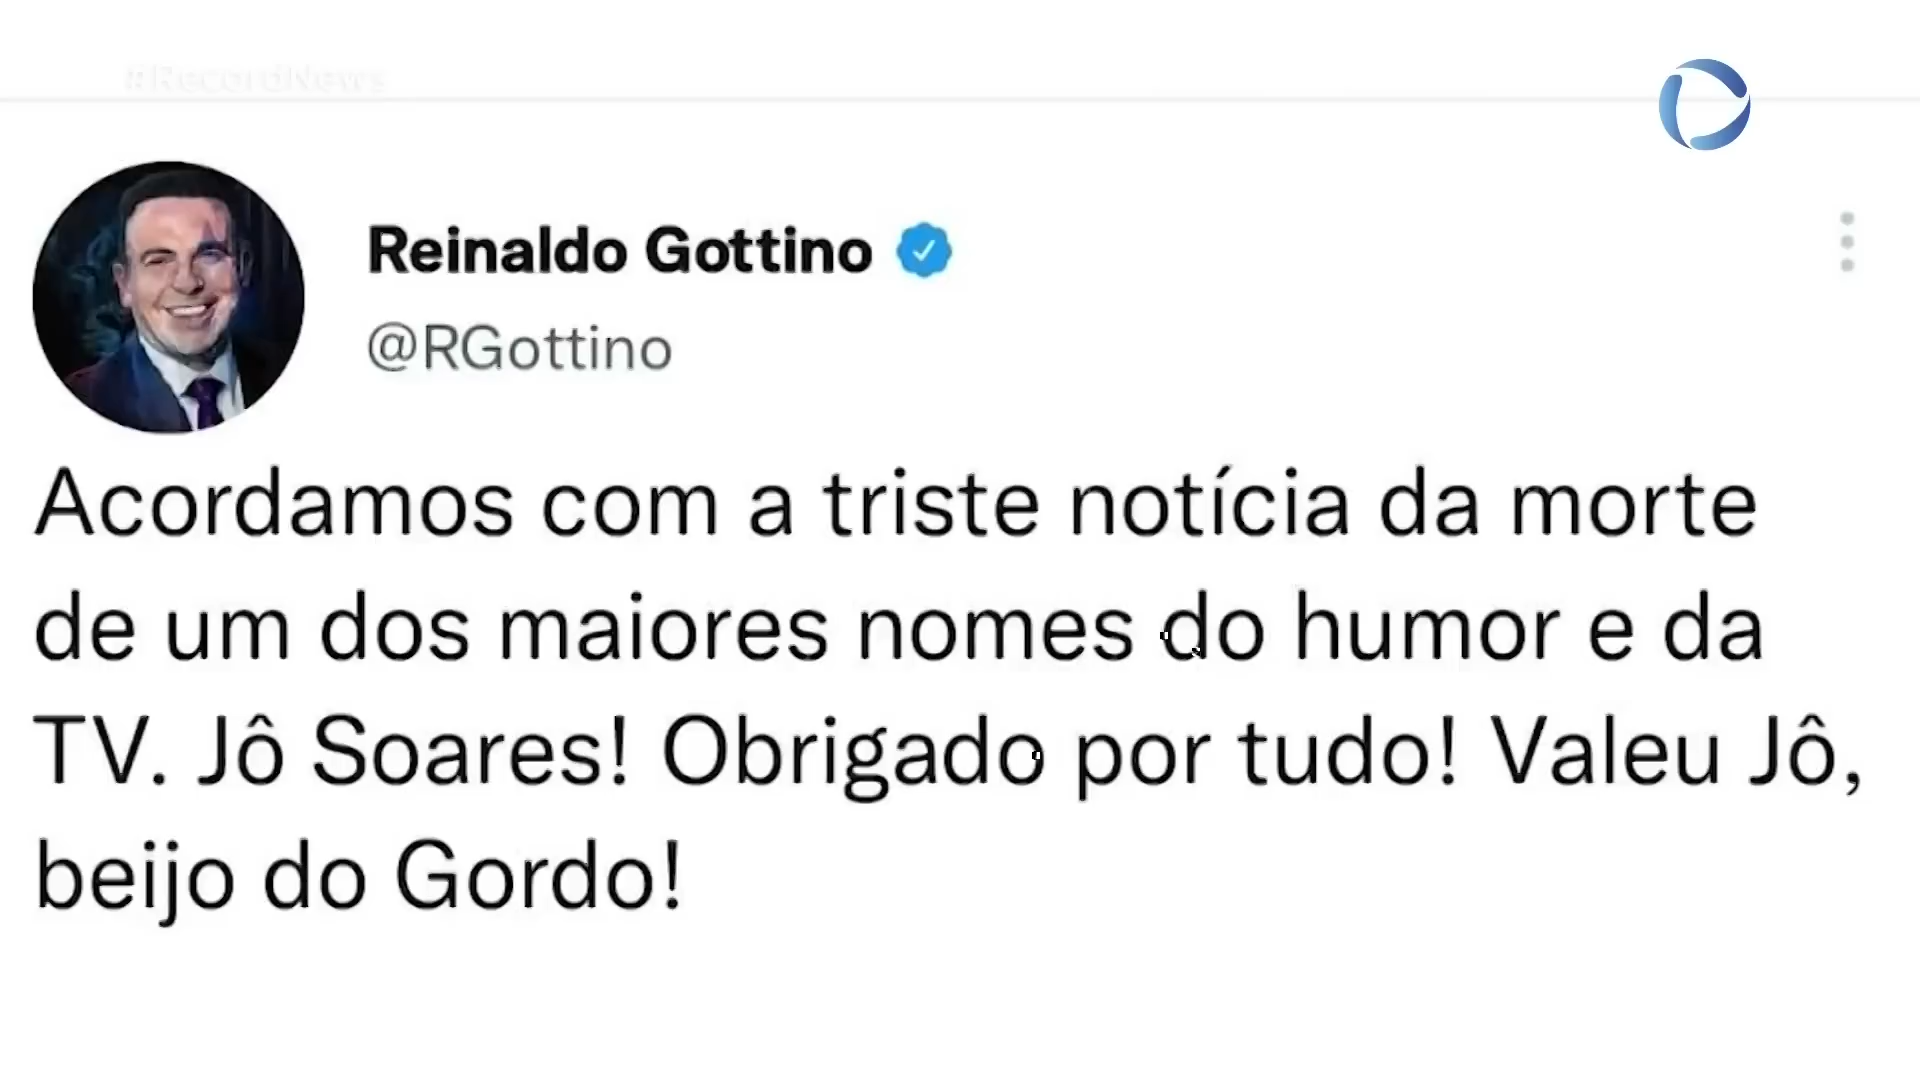 #RecordNews
Reinaldo Gottino
@RGottino
Acordamos com a triste notícia da morte
de um dos maiores nomes do humor e da
TV. Jô Soares! Obrigado por tudo! Valeu Jô,
beijo do Gordo!